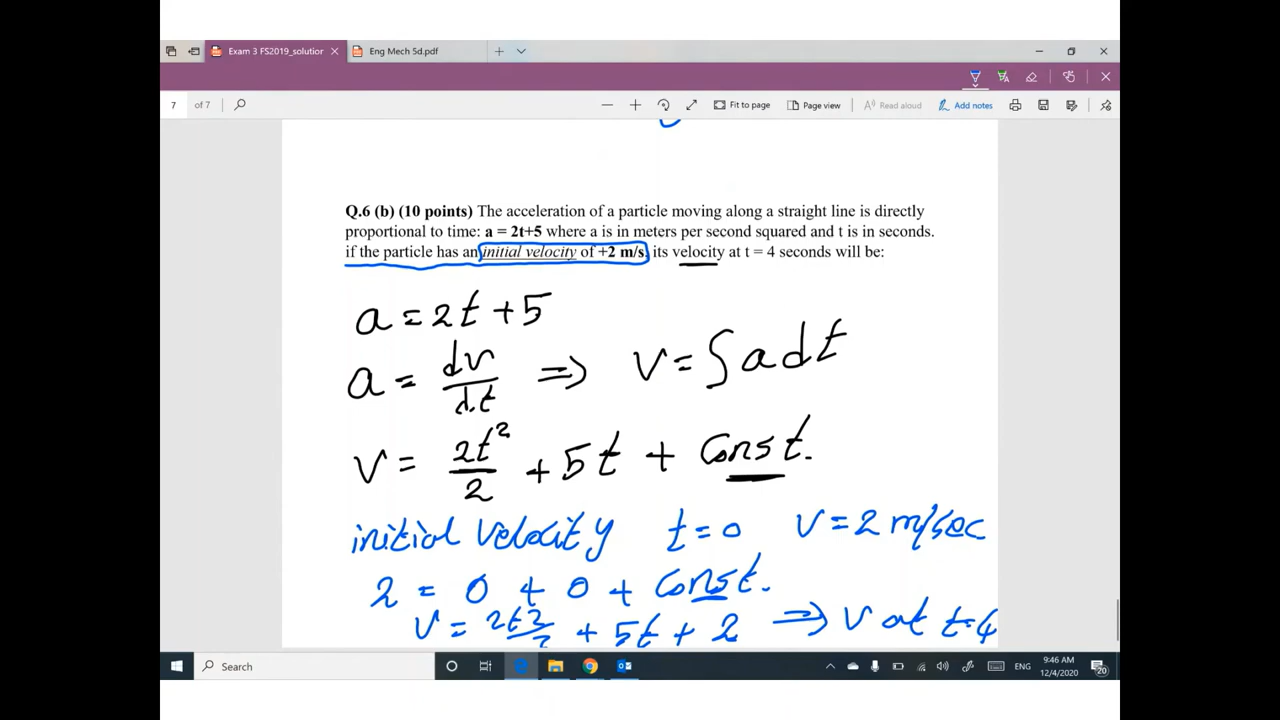 Exam 3 FS2019_solutior
Eng Mech 5d.pdf
7 of 7
Fit to page
Page view
Read aloud
Add notes
Q.6 (b) (10 points) The acceleration of a particle moving along a straight line is directly
proportional to time: a = 2t+5 where a is in meters per second squared and t is in seconds.
if the particle has an initial velocity of +2 m/s, its velocity at t = 4 seconds will be:
a = 2t + 5
a = dv/dt ⇒ v = ∫ a dt
v = 2t²/2 + 5t + const.
initial velocity t = 0 v = 2 m/sec
2 = 0 + 0 + const.
v = 2t2/2 + 5t + 2 ⇒ v at t=4
Search
ENG
9:46 AM
12/4/2020
20